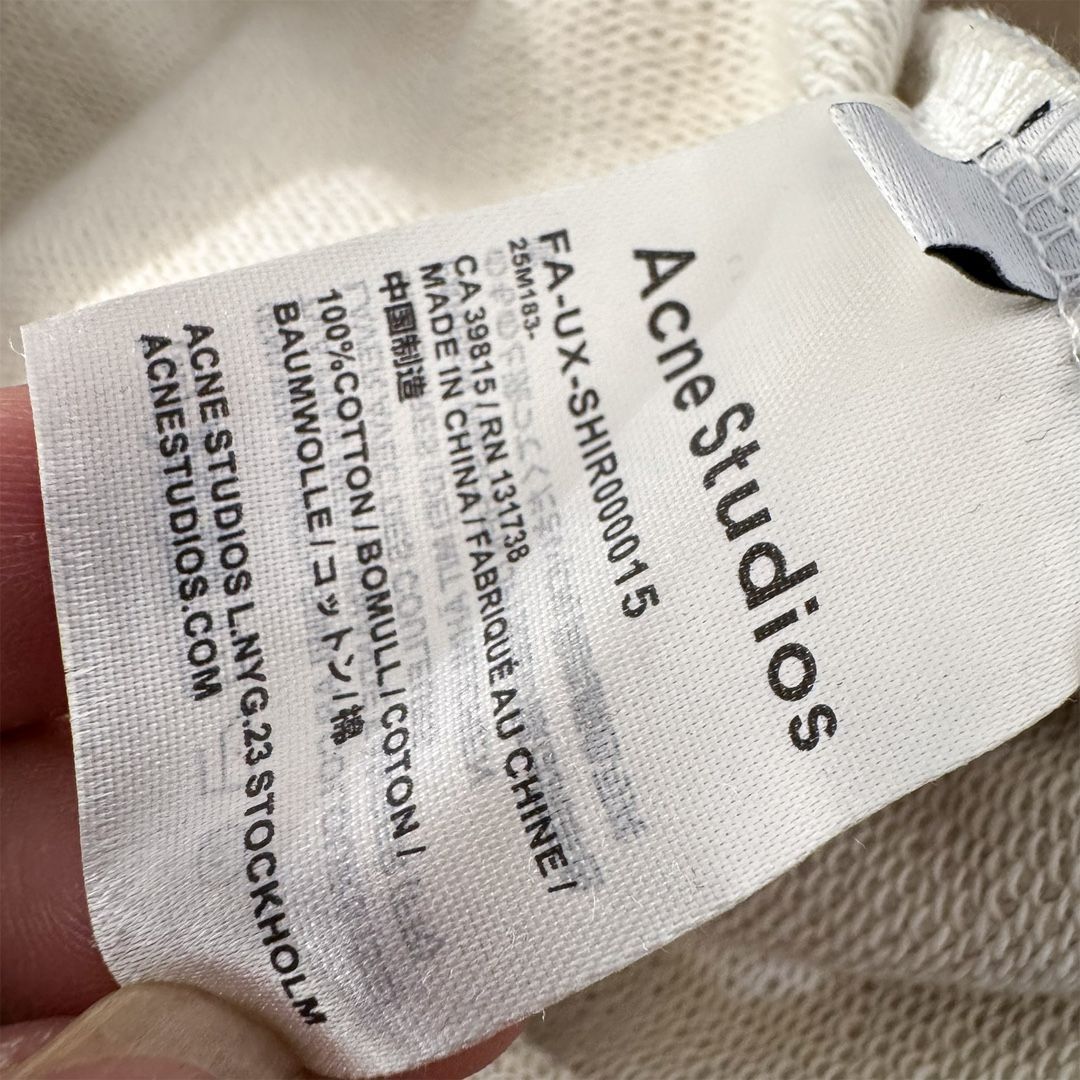 Acne Studios
FA-UX-SHIR000015
25M183-
CA 39815 / RN 131738
MADE IN CHINA / FABRIQUÉ AU CHINE /
中国制造
100%COTTON / BOMULL / COTON /
BAUMWOLLE / コットン / 棉
ACNE STUDIOS L.NYG.23 STOCKHOLM
ACNESTUDIOS.COM